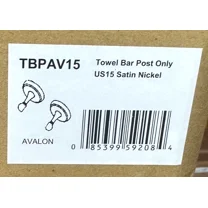 TBPAV15
Towel Bar Post Only
US15 Satin Nickel
AVALON
0 85399 59208 4